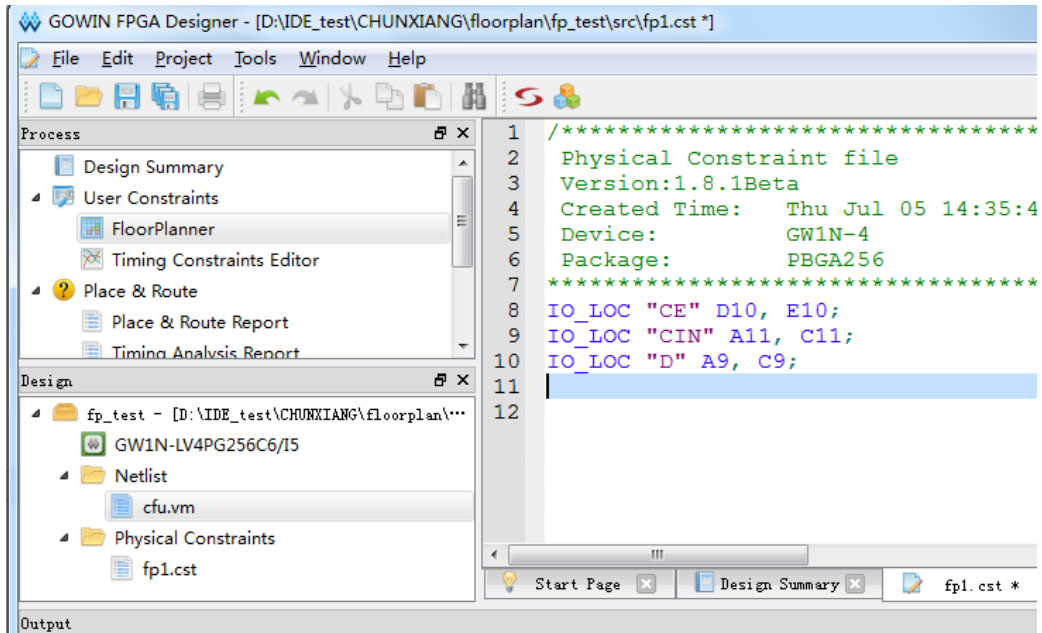 GOWIN FPGA Designer - [D:\IDE_test\CHUNXIANG\floorplan\fp_test\src\fp1.cst *]
File Edit Project Tools Window Help
Process
Design Summary
User Constraints
FloorPlanner
Timing Constraints Editor
Place & Route
Place & Route Report
Timing Analysis Report
Design
fp_test - [D:\IDE_test\CHUNXIANG\floorplan\···
GW1N-LV4PG256C6/I5
Netlist
cfu.vm
Physical Constraints
fp1.cst
1 /**********************************
2 Physical Constraint file
3 Version:1.8.1Beta
4 Created Time: Thu Jul 05 14:35:4
5 Device: GW1N-4
6 Package: PBGA256
7 ***********************************
8 IO_LOC "CE" D10, E10;
9 IO_LOC "CIN" A11, C11;
10 IO_LOC "D" A9, C9;
11
12
Start Page
Design Summary
fp1.cst *
Output